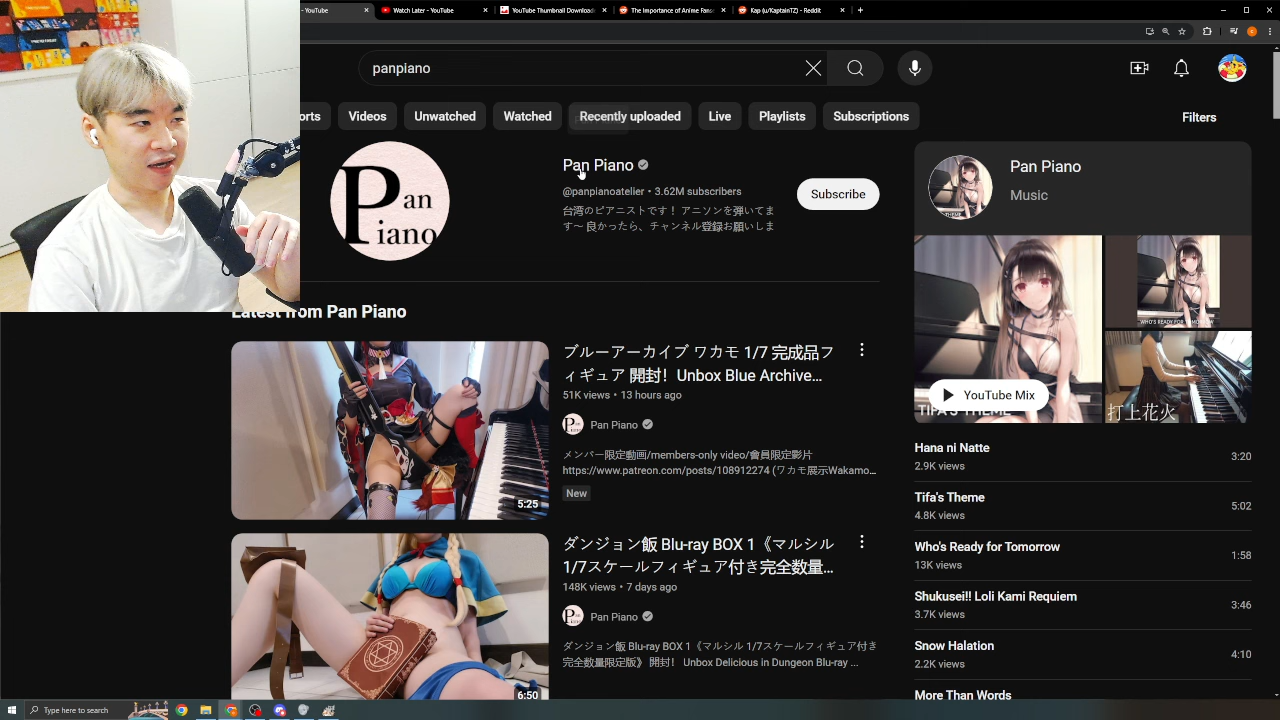 - YouTube
Watch Later - YouTube
YouTube Thumbnail Download
The Importance of Anime Fans
Kap (u/KaptainTZ) - Reddit
panpiano
orts
Videos
Unwatched
Watched
Recently uploaded
Live
Playlists
Subscriptions
Filters
Pan
iano
Pan Piano
@panpianoatelier • 3.62M subscribers
台湾のピアニストです！ アニソンを弾いてま
す～ 良かったら、チャンネル登録お願いしま
Subscribe
Latest from Pan Piano
5:25
ブルーアーカイブ ワカモ 1/7 完成品フ
ィギュア 開封！Unbox Blue Archive...
51K views • 13 hours ago
Pan Piano
メンバー限定動画/members-only video/會員限定影片
https://www.patreon.com/posts/108912274 (ワカモ展示Wakamo...
New
6:50
ダンジョン飯 Blu-ray BOX 1《マルシル
1/7スケールフィギュア付き完全数量...
148K views • 7 days ago
Pan Piano
ダンジョン飯 Blu-ray BOX 1《マルシル 1/7スケールフィギュア付き
完全数量限定版》 開封！ Unbox Delicious in Dungeon Blu-ray ...
Pan Piano
Music
THEME
WHO'S READY FOR TOMORROW
YouTube Mix
TIFA'S THEME
打上花火
Hana ni Natte
2.9K views
3:20
Tifa's Theme
4.8K views
5:02
Who's Ready for Tomorrow
13K views
1:58
Shukusei!! Loli Kami Requiem
3.7K views
3:46
Snow Halation
2.2K views
4:10
More Than Words
Type here to search